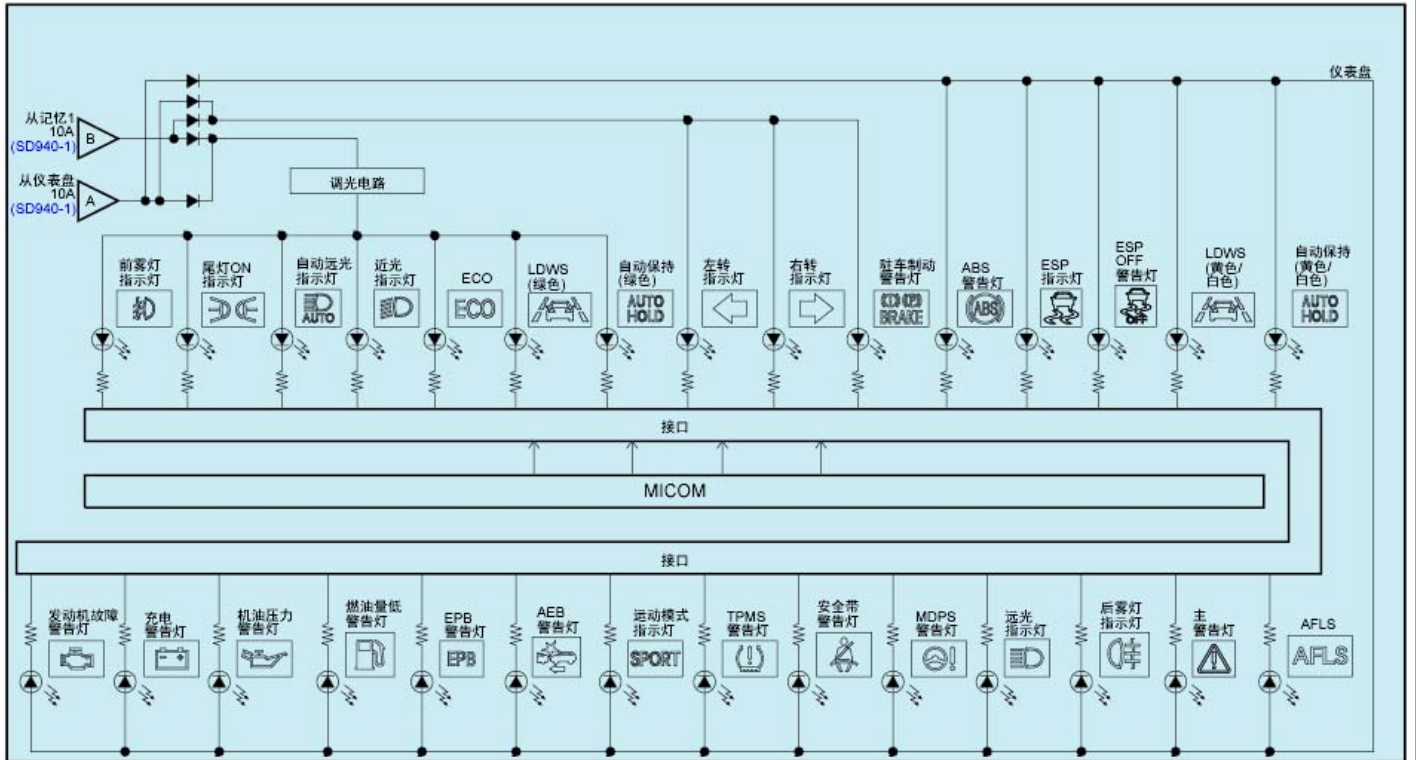 仪表盘
从记忆1
10A
(SD940-1)
B
从仪表盘
10A
(SD940-1)
A
调光电路
前雾灯
指示灯
尾灯ON
指示灯
自动远光
指示灯
AUTO
近光
指示灯
ECO
ECO
LDWS
(绿色)
自动保持
(绿色)
AUTO
HOLD
左转
指示灯
右转
指示灯
驻车制动
警告灯
(!) (P)
BRAKE
ABS
警告灯
ABS
ESP
指示灯
ESP
OFF
警告灯
OFF
LDWS
(黄色/
白色)
自动保持
(黄色/
白色)
AUTO
HOLD
接口
MICOM
接口
发动机故障
警告灯
充电
警告灯
机油压力
警告灯
燃油量低
警告灯
EPB
警告灯
EPB
AEB
警告灯
运动模式
指示灯
SPORT
TPMS
警告灯
安全带
警告灯
MDPS
警告灯
远光
指示灯
后雾灯
指示灯
主
警告灯
AFLS
AFLS